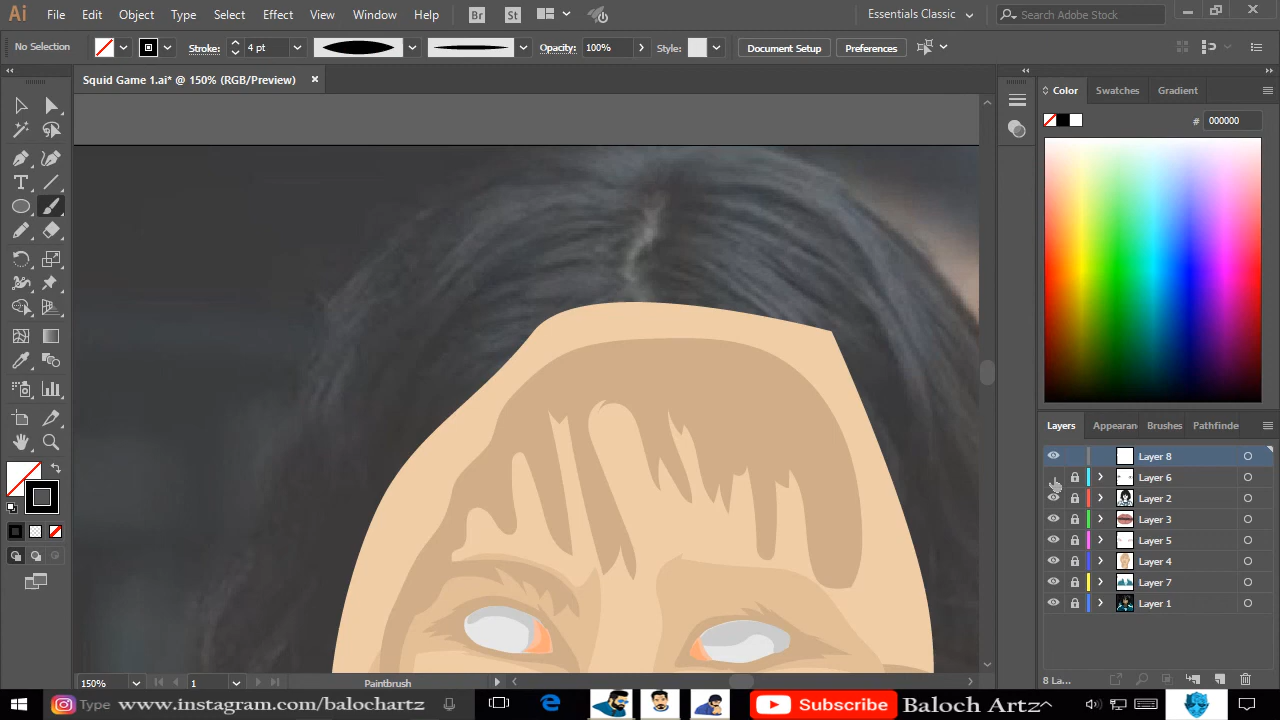 Ai File Edit Object Type Select Effect View Window Help Br St Essentials Classic Search Adobe Stock
No Selection Stroke: 4 pt Opacity: 100% Style: Document Setup Preferences
Squid Game 1.ai* @ 150% (RGB/Preview)
Color Swatches Gradient
# 000000
Layers Appearan Brushes Pathfinde
Layer 8
Layer 6
Layer 2
Layer 3
Layer 5
Layer 4
Layer 7
Layer 1
150% 1 Paintbrush 8 La...
Type www.instagram.com/balochartz Subscribe Baloch Artz